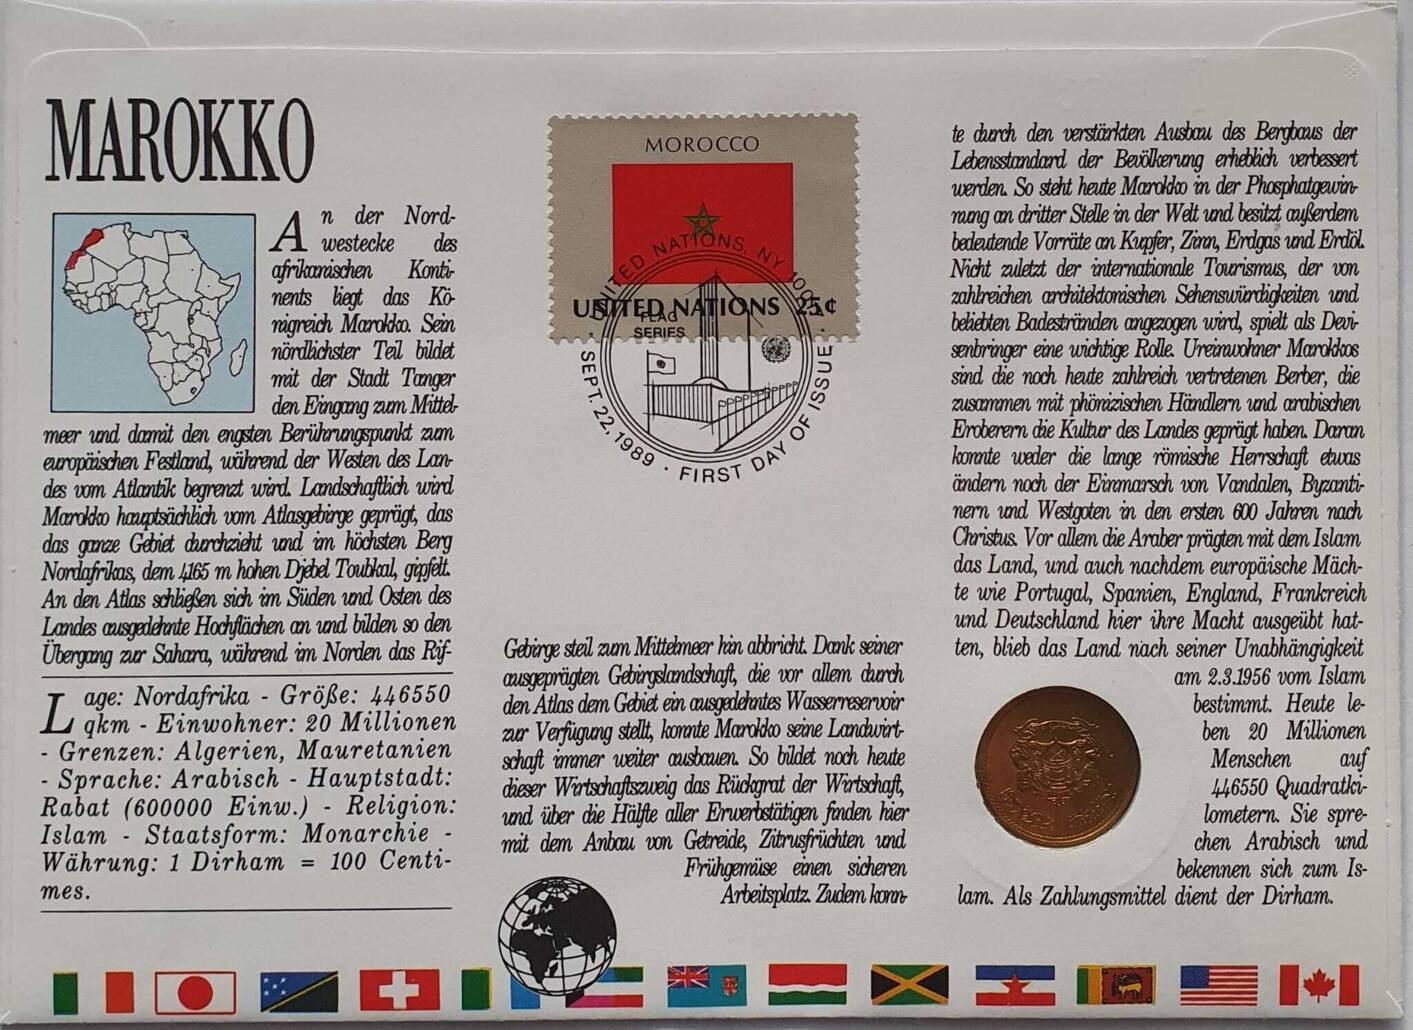 MAROKKO
An der Nord-
westecke des
afrikanischen Konti-
nents liegt das Kö-
nigreich Marokko. Sein
nördlichster Teil bildet
mit der Stadt Tanger
den Eingang zum Mittel-
meer und damit den engsten Berührungspunkt zum
europäischen Festland, während der Westen des Lan-
des vom Atlantik begrenzt wird. Landschaftlich wird
Marokko hauptsächlich vom Atlasgebirge geprägt, das
das ganze Gebiet durchzieht und im höchsten Berg
Nordafrikas, dem 4165 m hohen Djebel Toubkal, gipfelt.
An den Atlas schließen sich im Süden und Osten des
Landes ausgedehnte Hochflächen an und bilden so den
Übergang zur Sahara, während im Norden das Rif-
Lage: Nordafrika - Größe: 446550
qkm - Einwohner: 20 Millionen
- Grenzen: Algerien, Mauretanien
- Sprache: Arabisch - Hauptstadt:
Rabat (600000 Einw.) - Religion:
Islam - Staatsform: Monarchie -
Währung: 1 Dirham = 100 Centi-
mes.
MOROCCO
UNITED NATIONS 25¢
UNITED NATIONS, NY 10017
FLAG
SERIES
SEPT. 22, 1989 · FIRST DAY OF ISSUE ·
Gebirge steil zum Mittelmeer hin abbricht. Dank seiner
ausgeprägten Gebirgslandschaft, die vor allem durch
den Atlas dem Gebiet ein ausgedehntes Wasserreservoir
zur Verfügung stellt, konnte Marokko seine Landwirt-
schaft immer weiter ausbauen. So bildet noch heute
dieser Wirtschaftszweig das Rückgrat der Wirtschaft,
und über die Hälfte aller Erwerbstätigen finden hier
mit dem Anbau von Getreide, Zitrusfrüchten und
Frühgemüse einen sicheren
Arbeitsplatz. Zudem konn-
te durch den verstärkten Ausbau des Bergbaus der
Lebensstandard der Bevölkerung erheblich verbessert
werden. So steht heute Marokko in der Phosphatgewin-
nung an dritter Stelle in der Welt und besitzt außerdem
bedeutende Vorräte an Kupfer, Zinn, Erdgas und Erdöl.
Nicht zuletzt der internationale Tourismus, der von
zahlreichen architektonischen Sehenswürdigkeiten und
beliebten Badestränden angezogen wird, spielt als Devi-
senbringer eine wichtige Rolle. Ureinwohner Marokkos
sind die noch heute zahlreich vertretenen Berber, die
zusammen mit phönizischen Händlern und arabischen
Eroberern die Kultur des Landes geprägt haben. Daran
konnte weder die lange römische Herrschaft etwas
ändern noch der Einmarsch von Vandalen, Byzanti-
nern und Westgoten in den ersten 600 Jahren nach
Christus. Vor allem die Araber prägten mit dem Islam
das Land, und auch nachdem europäische Mäch-
te wie Portugal, Spanien, England, Frankreich
und Deutschland hier ihre Macht ausgeübt hat-
ten, blieb das Land nach seiner Unabhängigkeit
am 2.3.1956 vom Islam
bestimmt. Heute le-
ben 20 Millionen
Menschen auf
446550 Quadratki-
lometern. Sie spre-
chen Arabisch und
bekennen sich zum Is-
lam. Als Zahlungsmittel dient der Dirham.